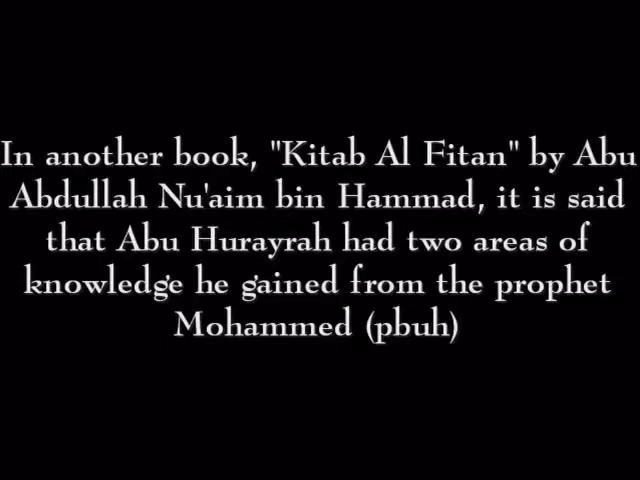 In another book, "Kitab Al Fitan" by Abu
Abdullah Nu'aim bin Hammad, it is said
that Abu Hurayrah had two areas of
knowledge he gained from the prophet
Mohammed (pbuh)